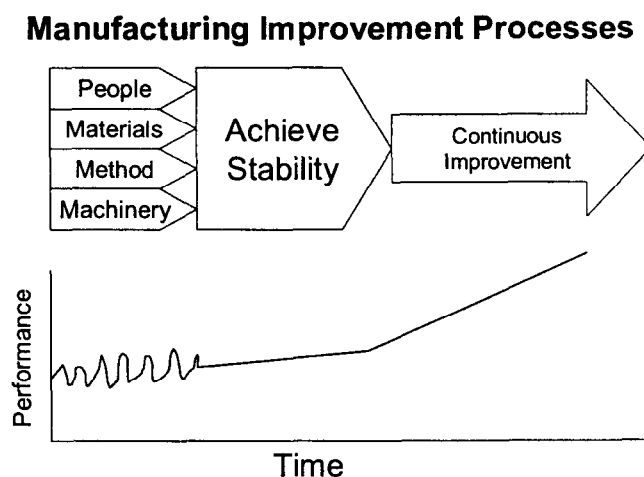 Manufacturing Improvement Processes
People
Materials
Method
Machinery
Achieve
Stability
Continuous
Improvement
Performance
Time